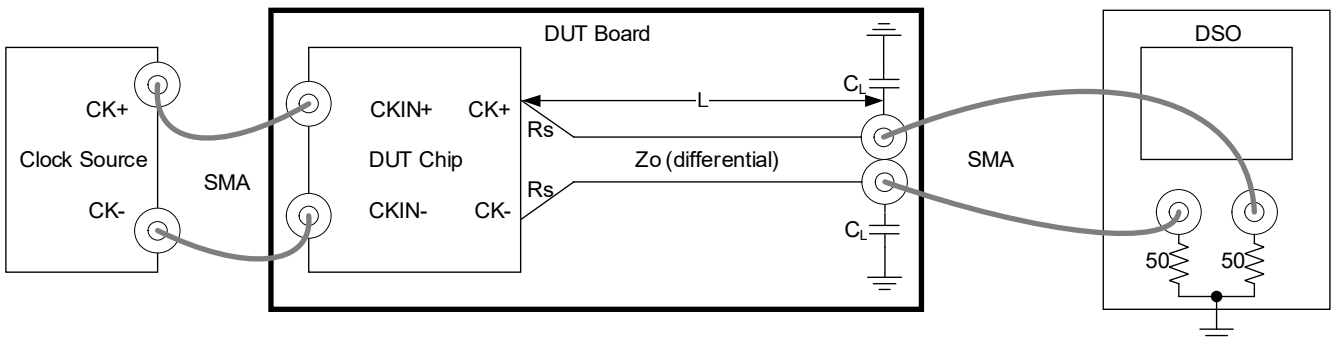 DUT Board
DSO
CL
CK+
CKIN+
CK+
L
Rs
Clock Source
DUT Chip
Zo (differential)
SMA
SMA
Rs
CK-
CKIN-
CK-
CL
50
50